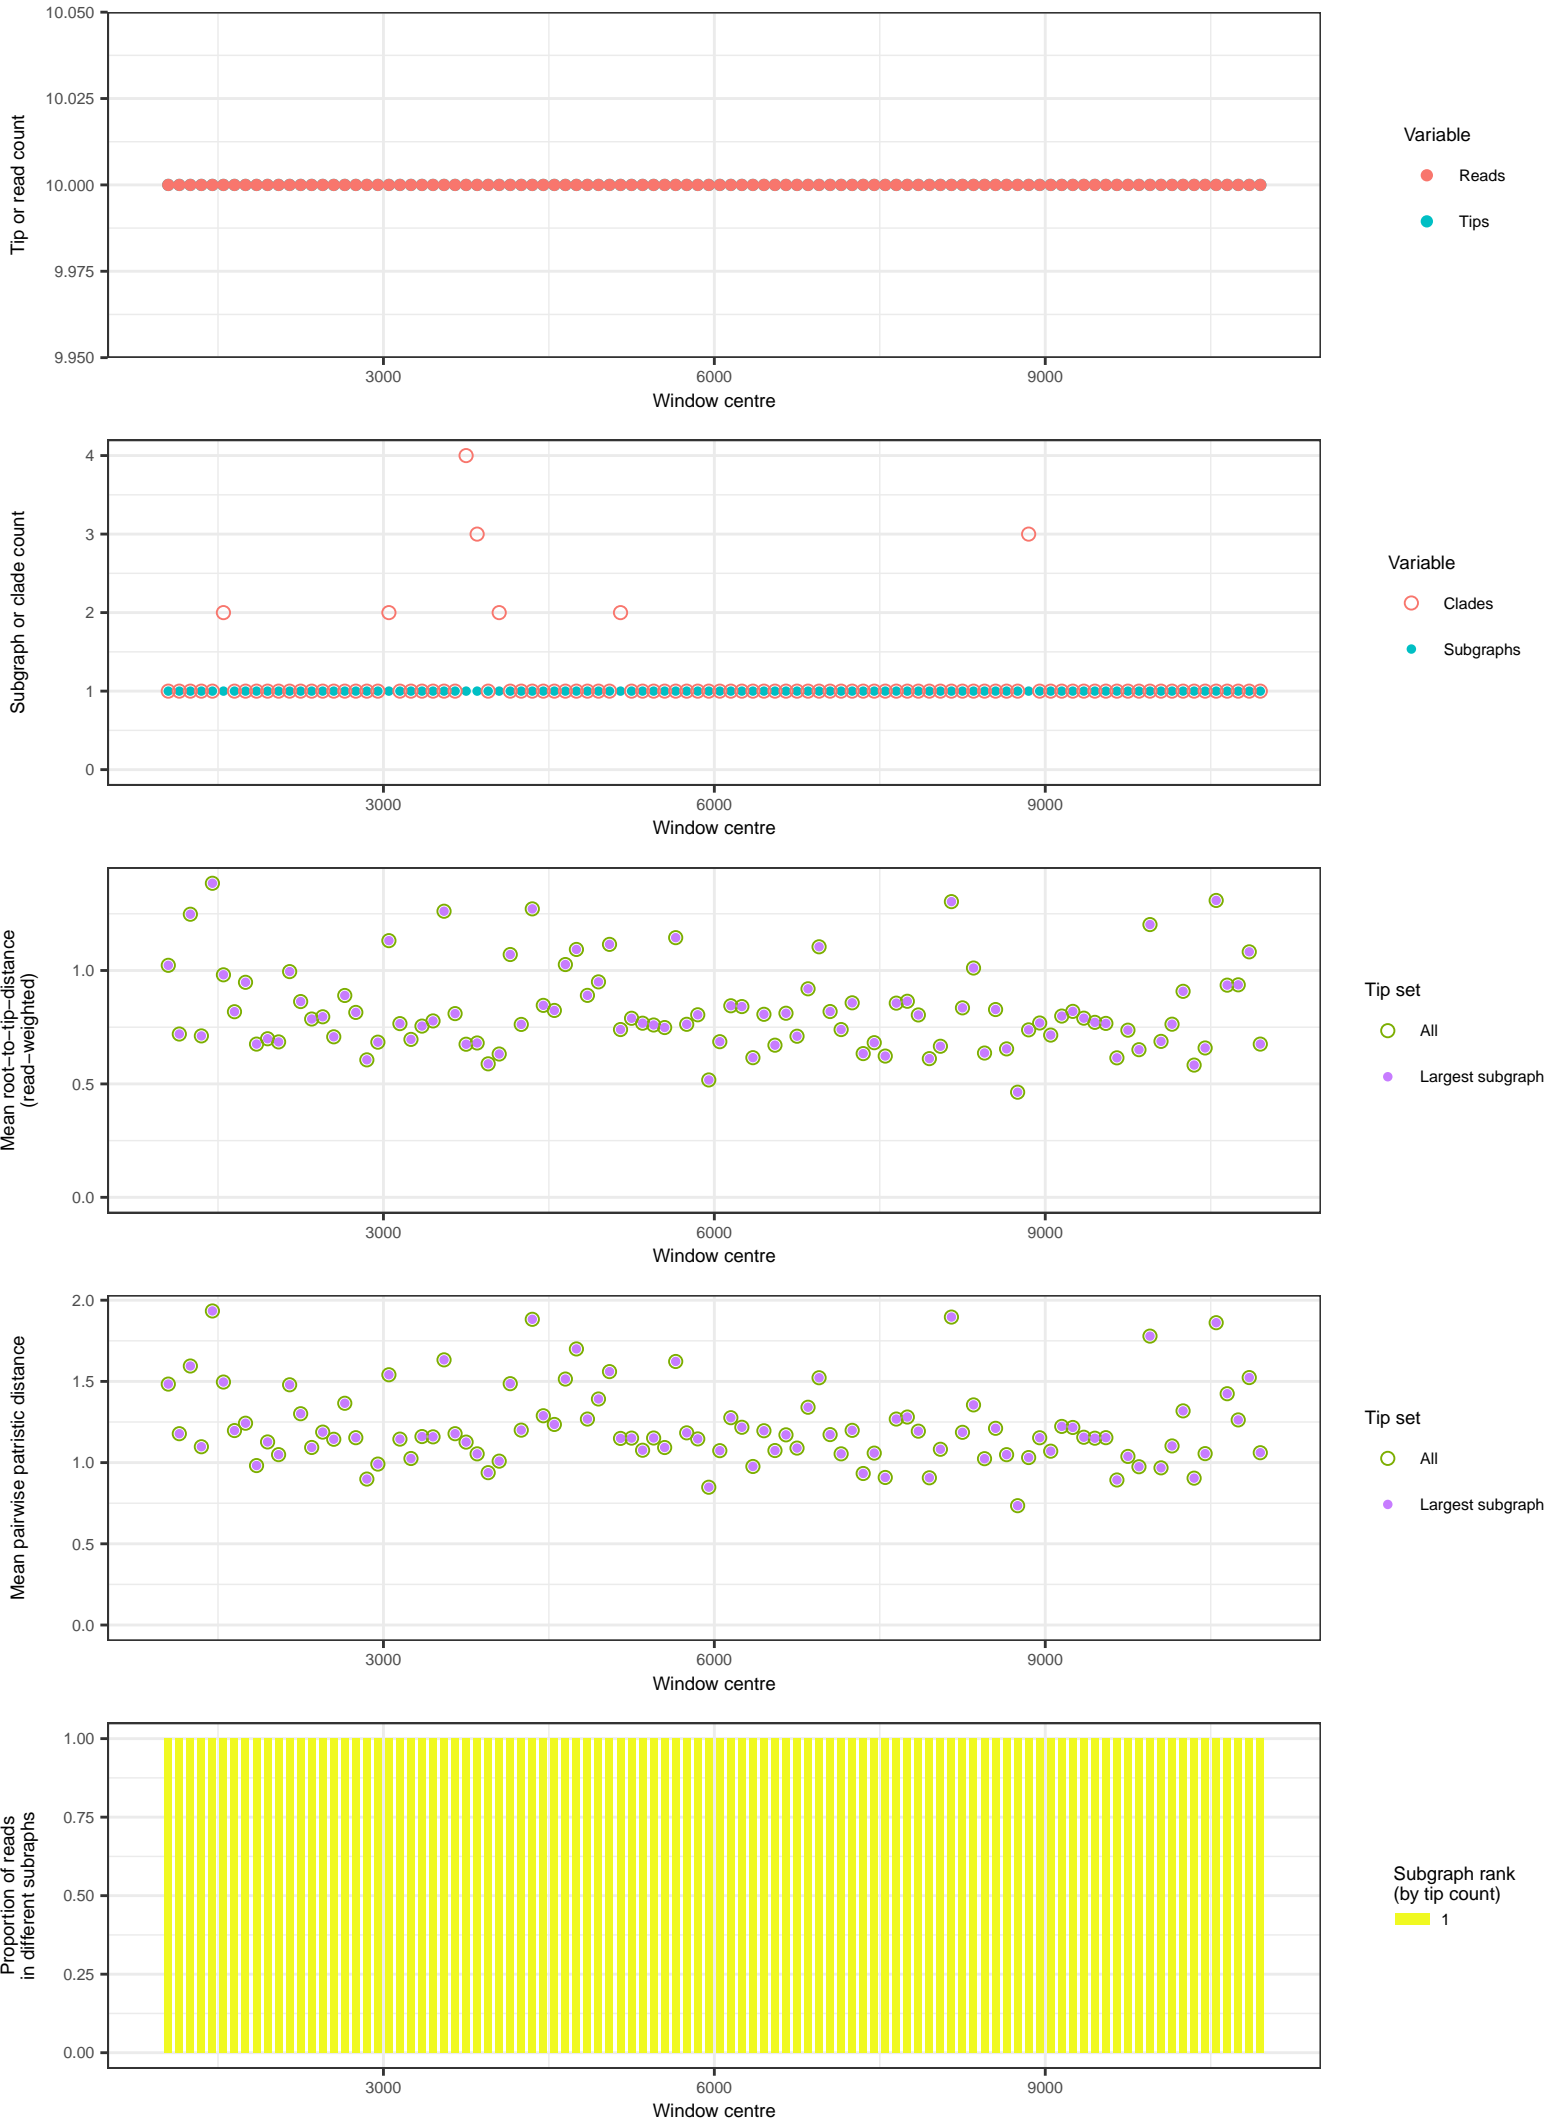 10.050
10.025
10.000
9.975
9.950
Tip or read count
3000 6000 9000
Window centre
Variable
Reads
Tips
4
3
2
1
0
Subgraph or clade count
3000 6000 9000
Window centre
Variable
Clades
Subgraphs
1.0
0.5
0.0
Mean root−to−tip−distance
(read−weighted)
3000 6000 9000
Window centre
Tip set
All
Largest subgraph
2.0
1.5
1.0
0.5
0.0
Mean pairwise patristic distance
3000 6000 9000
Window centre
Tip set
All
Largest subgraph
1.00
0.75
0.50
0.25
0.00
Proportion of reads
in different subraphs
3000 6000 9000
Window centre
Subgraph rank
(by tip count)
1